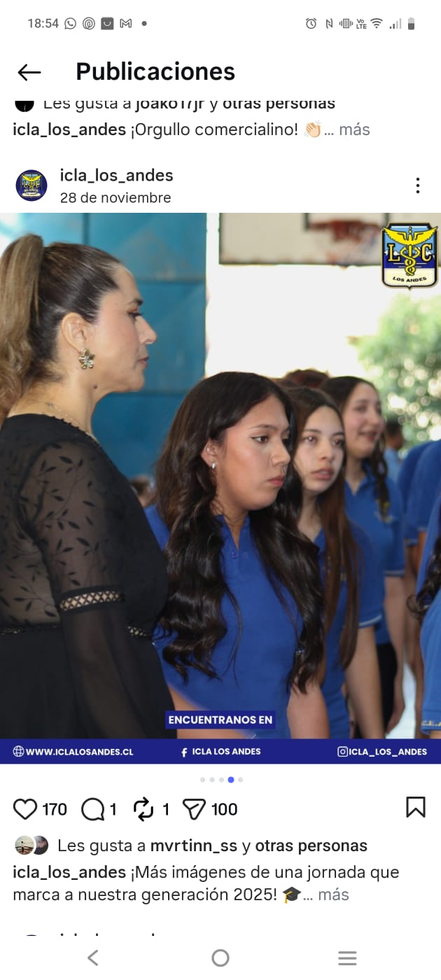 18:54
Publicaciones
Les gusta a joako17jr y otras personas
icla_los_andes ¡Orgullo comercialino! 👏🏻... más
icla_los_andes
28 de noviembre
L C
LOS ANDES
ENCUENTRANOS EN
WWW.ICLALOSANDES.CL
ICLA LOS ANDES
ICLA_LOS_ANDES
170 1 1 100
Les gusta a mvrtinn_ss y otras personas
icla_los_andes ¡Más imágenes de una jornada que
marca a nuestra generación 2025! 🎓... más